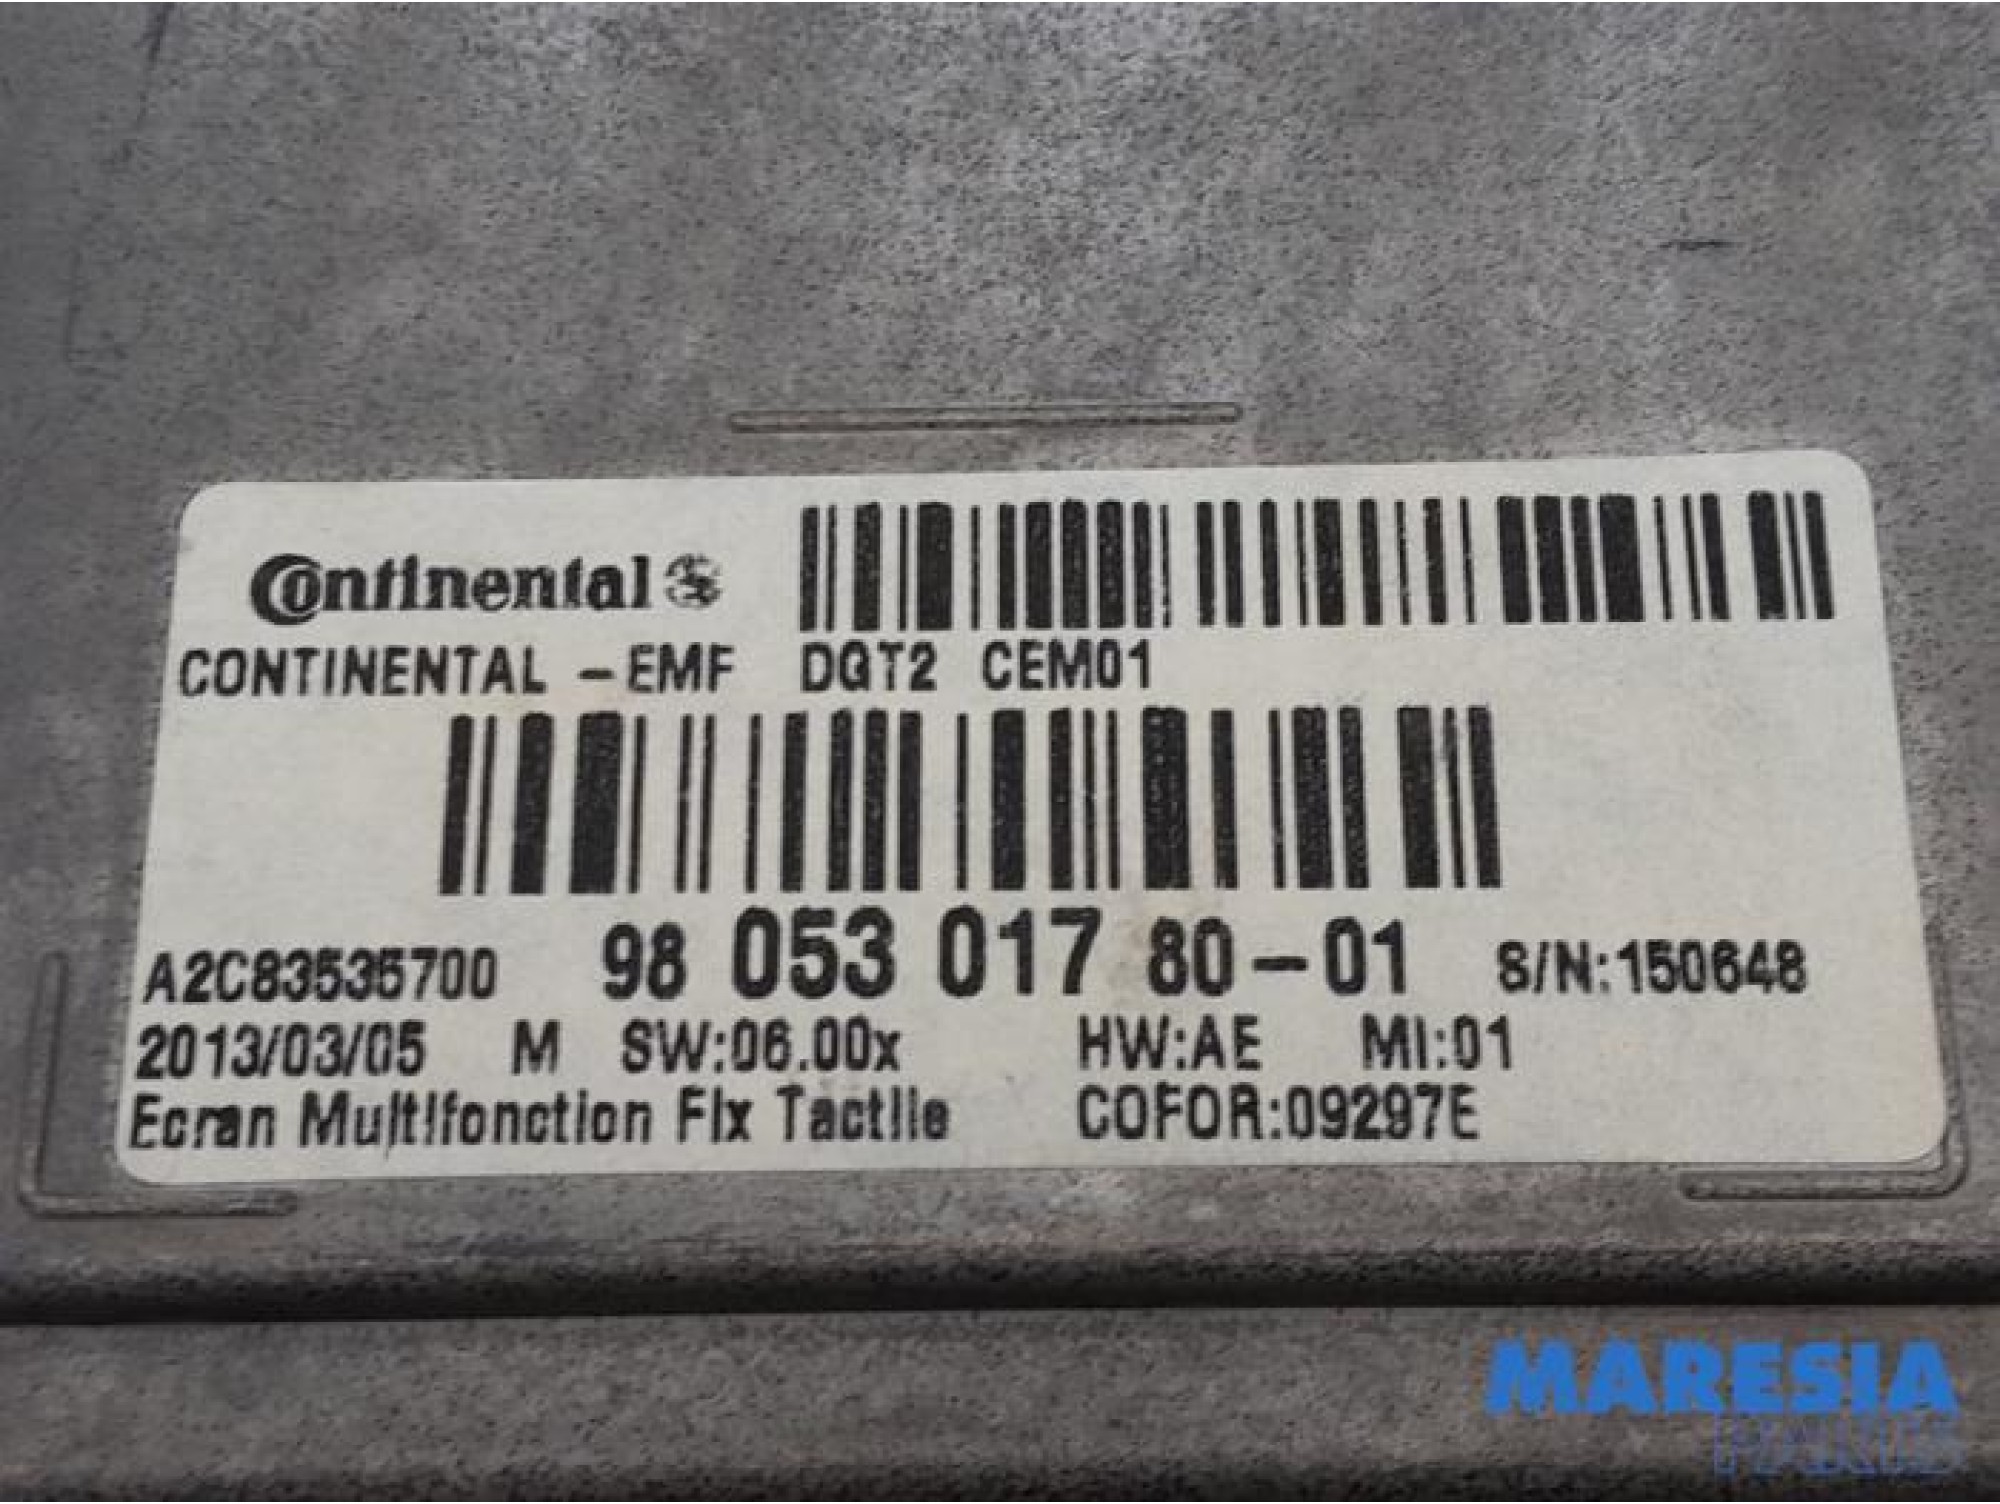 Continental
CONTINENTAL -EMF DGT2 CEM01
A2C83535700 98 053 017 80-01 S/N:150648
2013/03/05 M SW:06.00x HW:AE MI:01
Ecran Multifonction Fix Tactile COFOR:09297E
MARESIA
PARTS